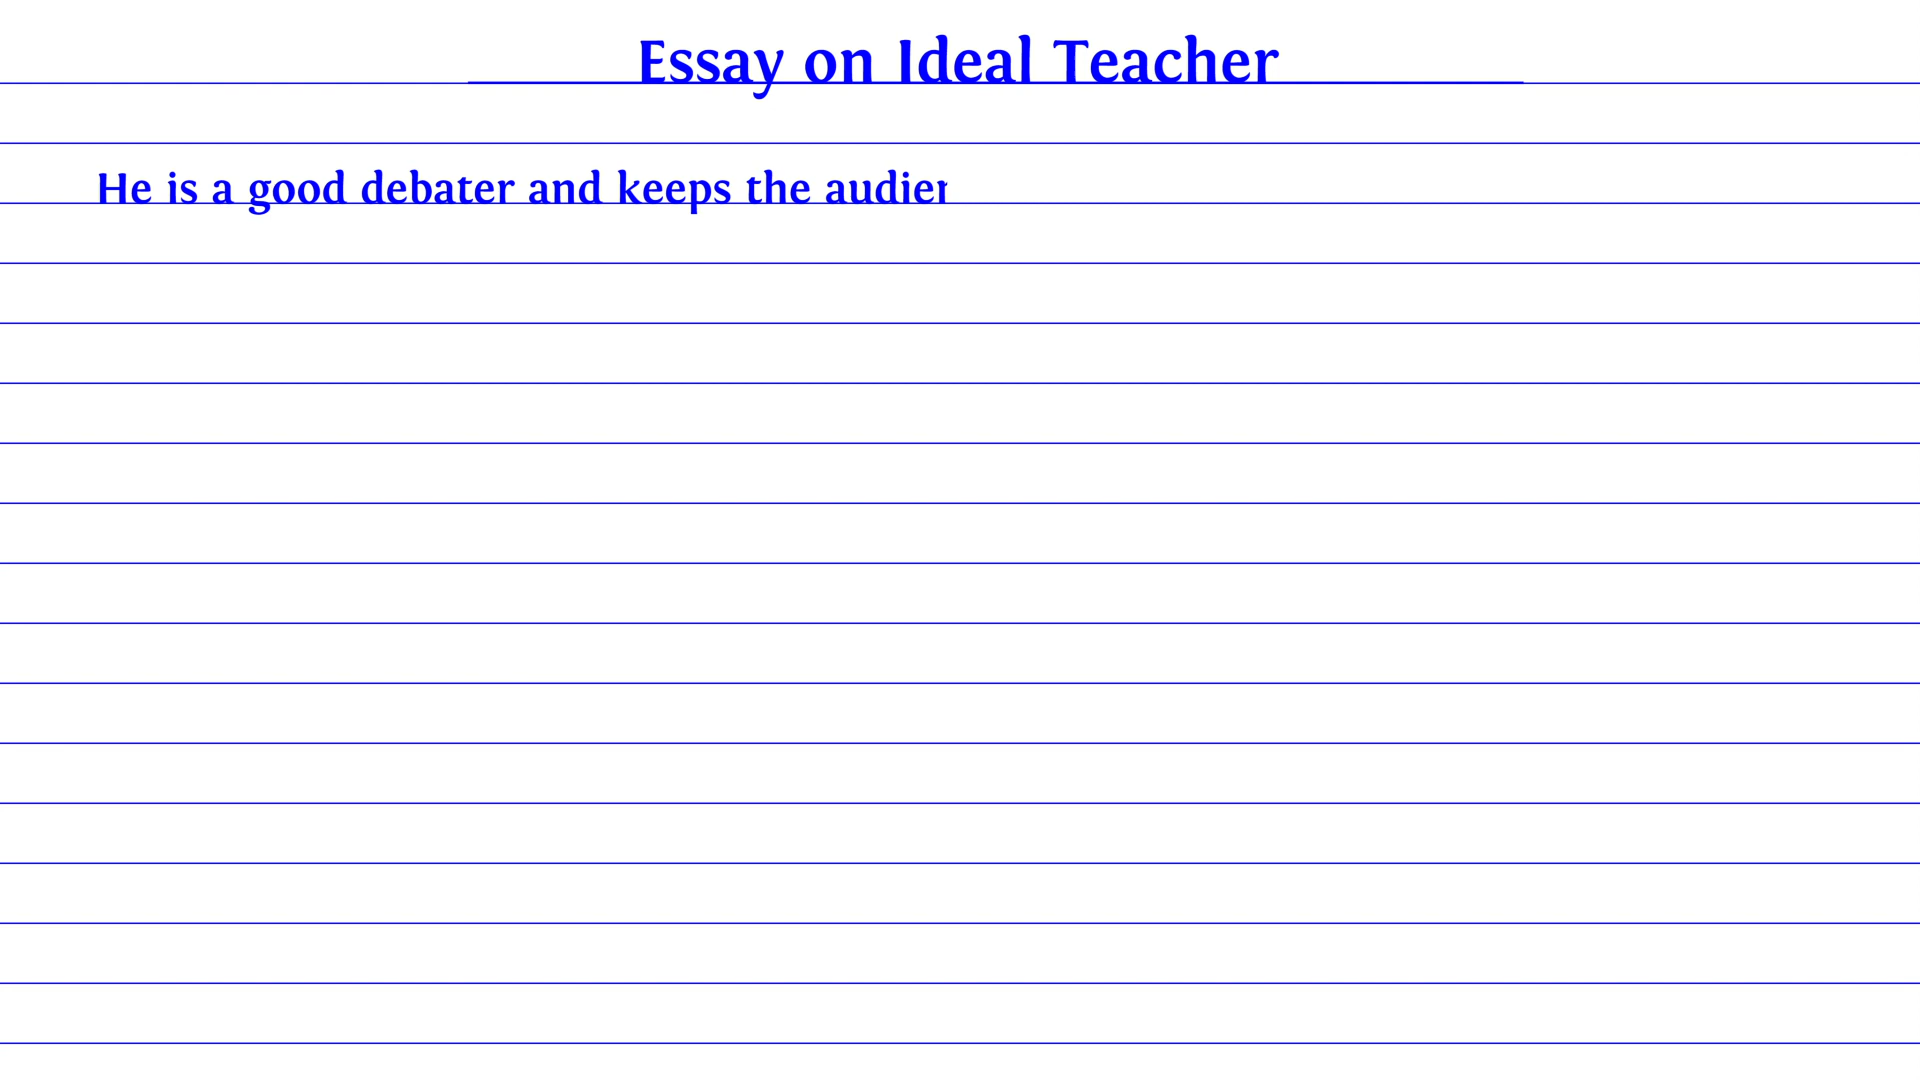 Essay on Ideal Teacher
He is a good debater and keeps the